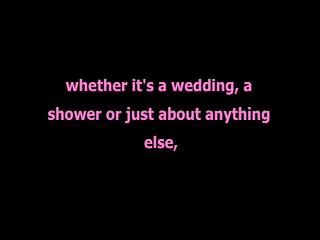 whether it's a wedding, a
shower or just about anything
else,